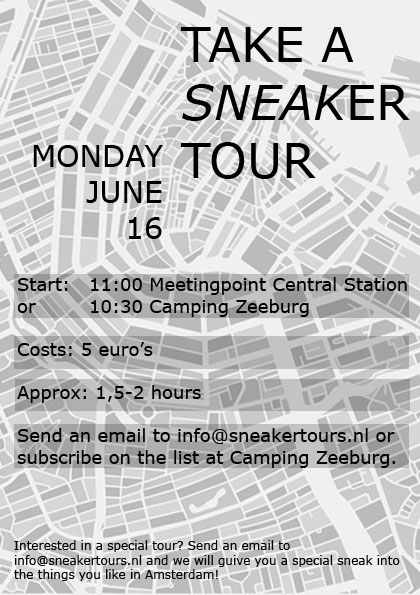 TAKE A
SNEAKER
TOUR
MONDAY
JUNE
16
Start: 11:00 Meetingpoint Central Station
or 10:30 Camping Zeeburg
Costs: 5 euro’s
Approx: 1,5-2 hours
Send an email to info@sneakertours.nl or
subscribe on the list at Camping Zeeburg.
Interested in a special tour? Send an email to
info@sneakertours.nl and we will guive you a special sneak into
the things you like in Amsterdam!